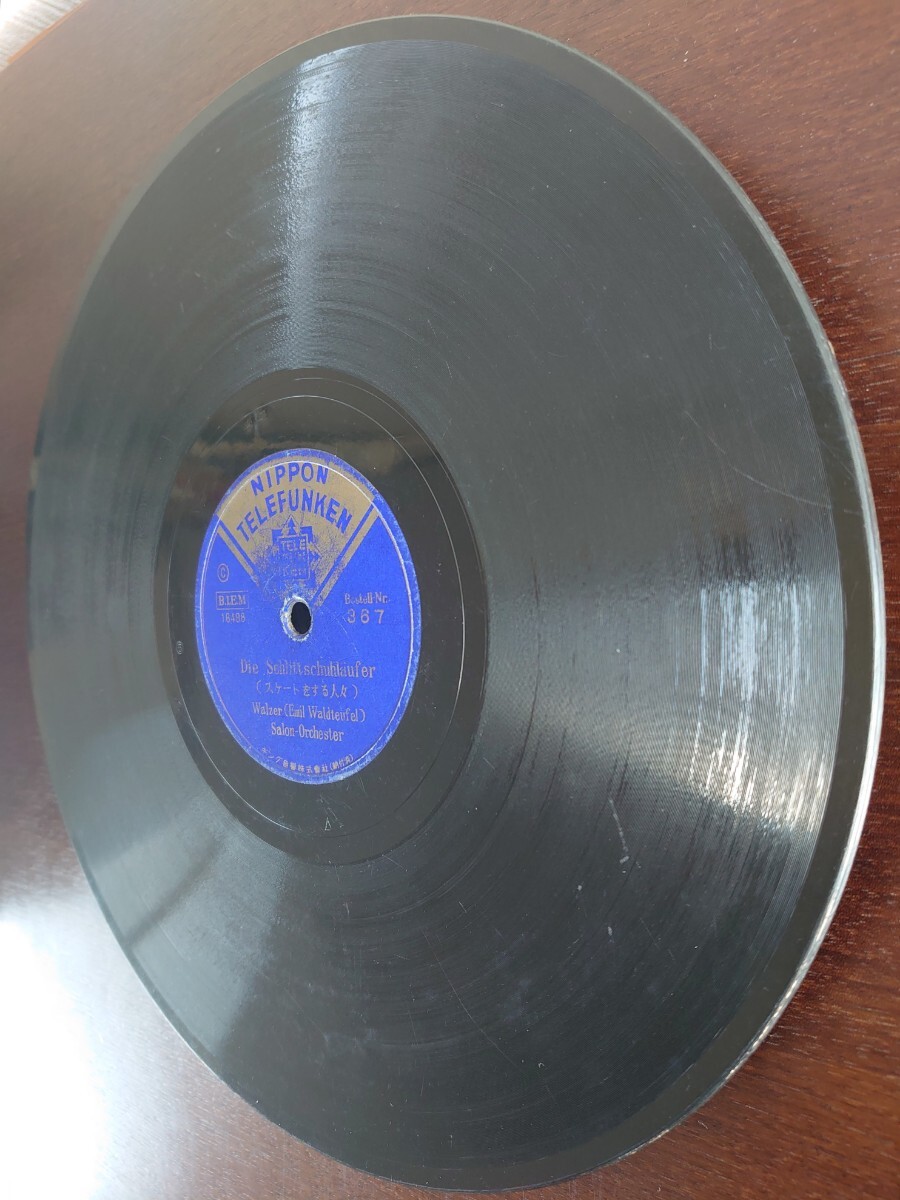 NIPPON
TELEFUNKEN
TELE
©
B.I.E.M
Bestell-Nr.
367
Die Schlittschuhläufer
(スケートをする人々)
Walzer (Emil Waldteufel)
Salon-Orchester